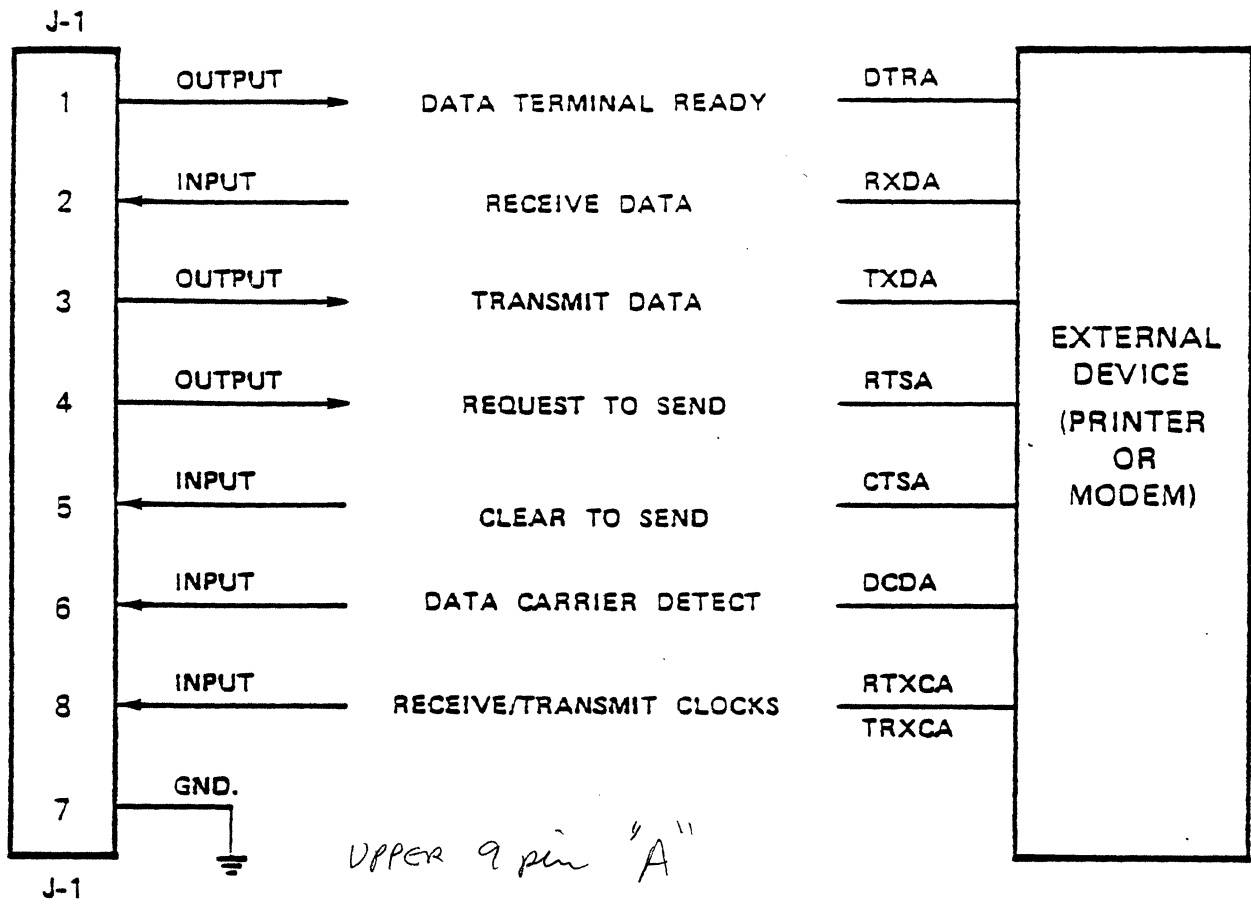 J-1
OUTPUT DTRA
1 DATA TERMINAL READY
INPUT RXDA
2 RECEIVE DATA
OUTPUT TXDA
3 TRANSMIT DATA
OUTPUT RTSA
4 REQUEST TO SEND
INPUT CTSA
5 CLEAR TO SEND
INPUT DCDA
6 DATA CARRIER DETECT
INPUT RTXCA
8 RECEIVE/TRANSMIT CLOCKS
TRXCA
GND.
7
EXTERNAL
DEVICE
(PRINTER
OR
MODEM)
UPPER 9 pin "A"
J-1